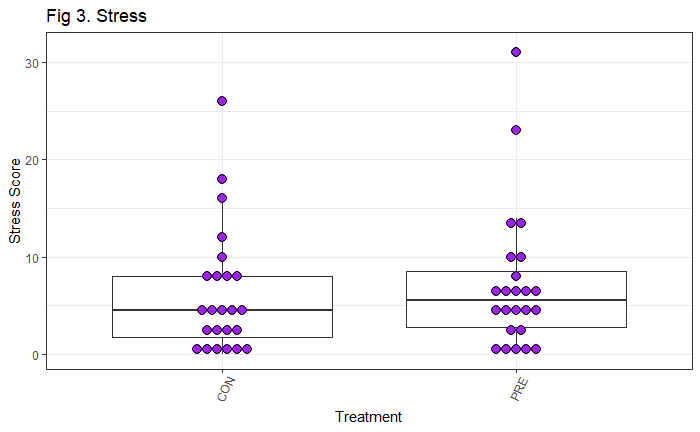 Fig 3. Stress
Stress Score
30
20
10
0
CON
PRE
Treatment